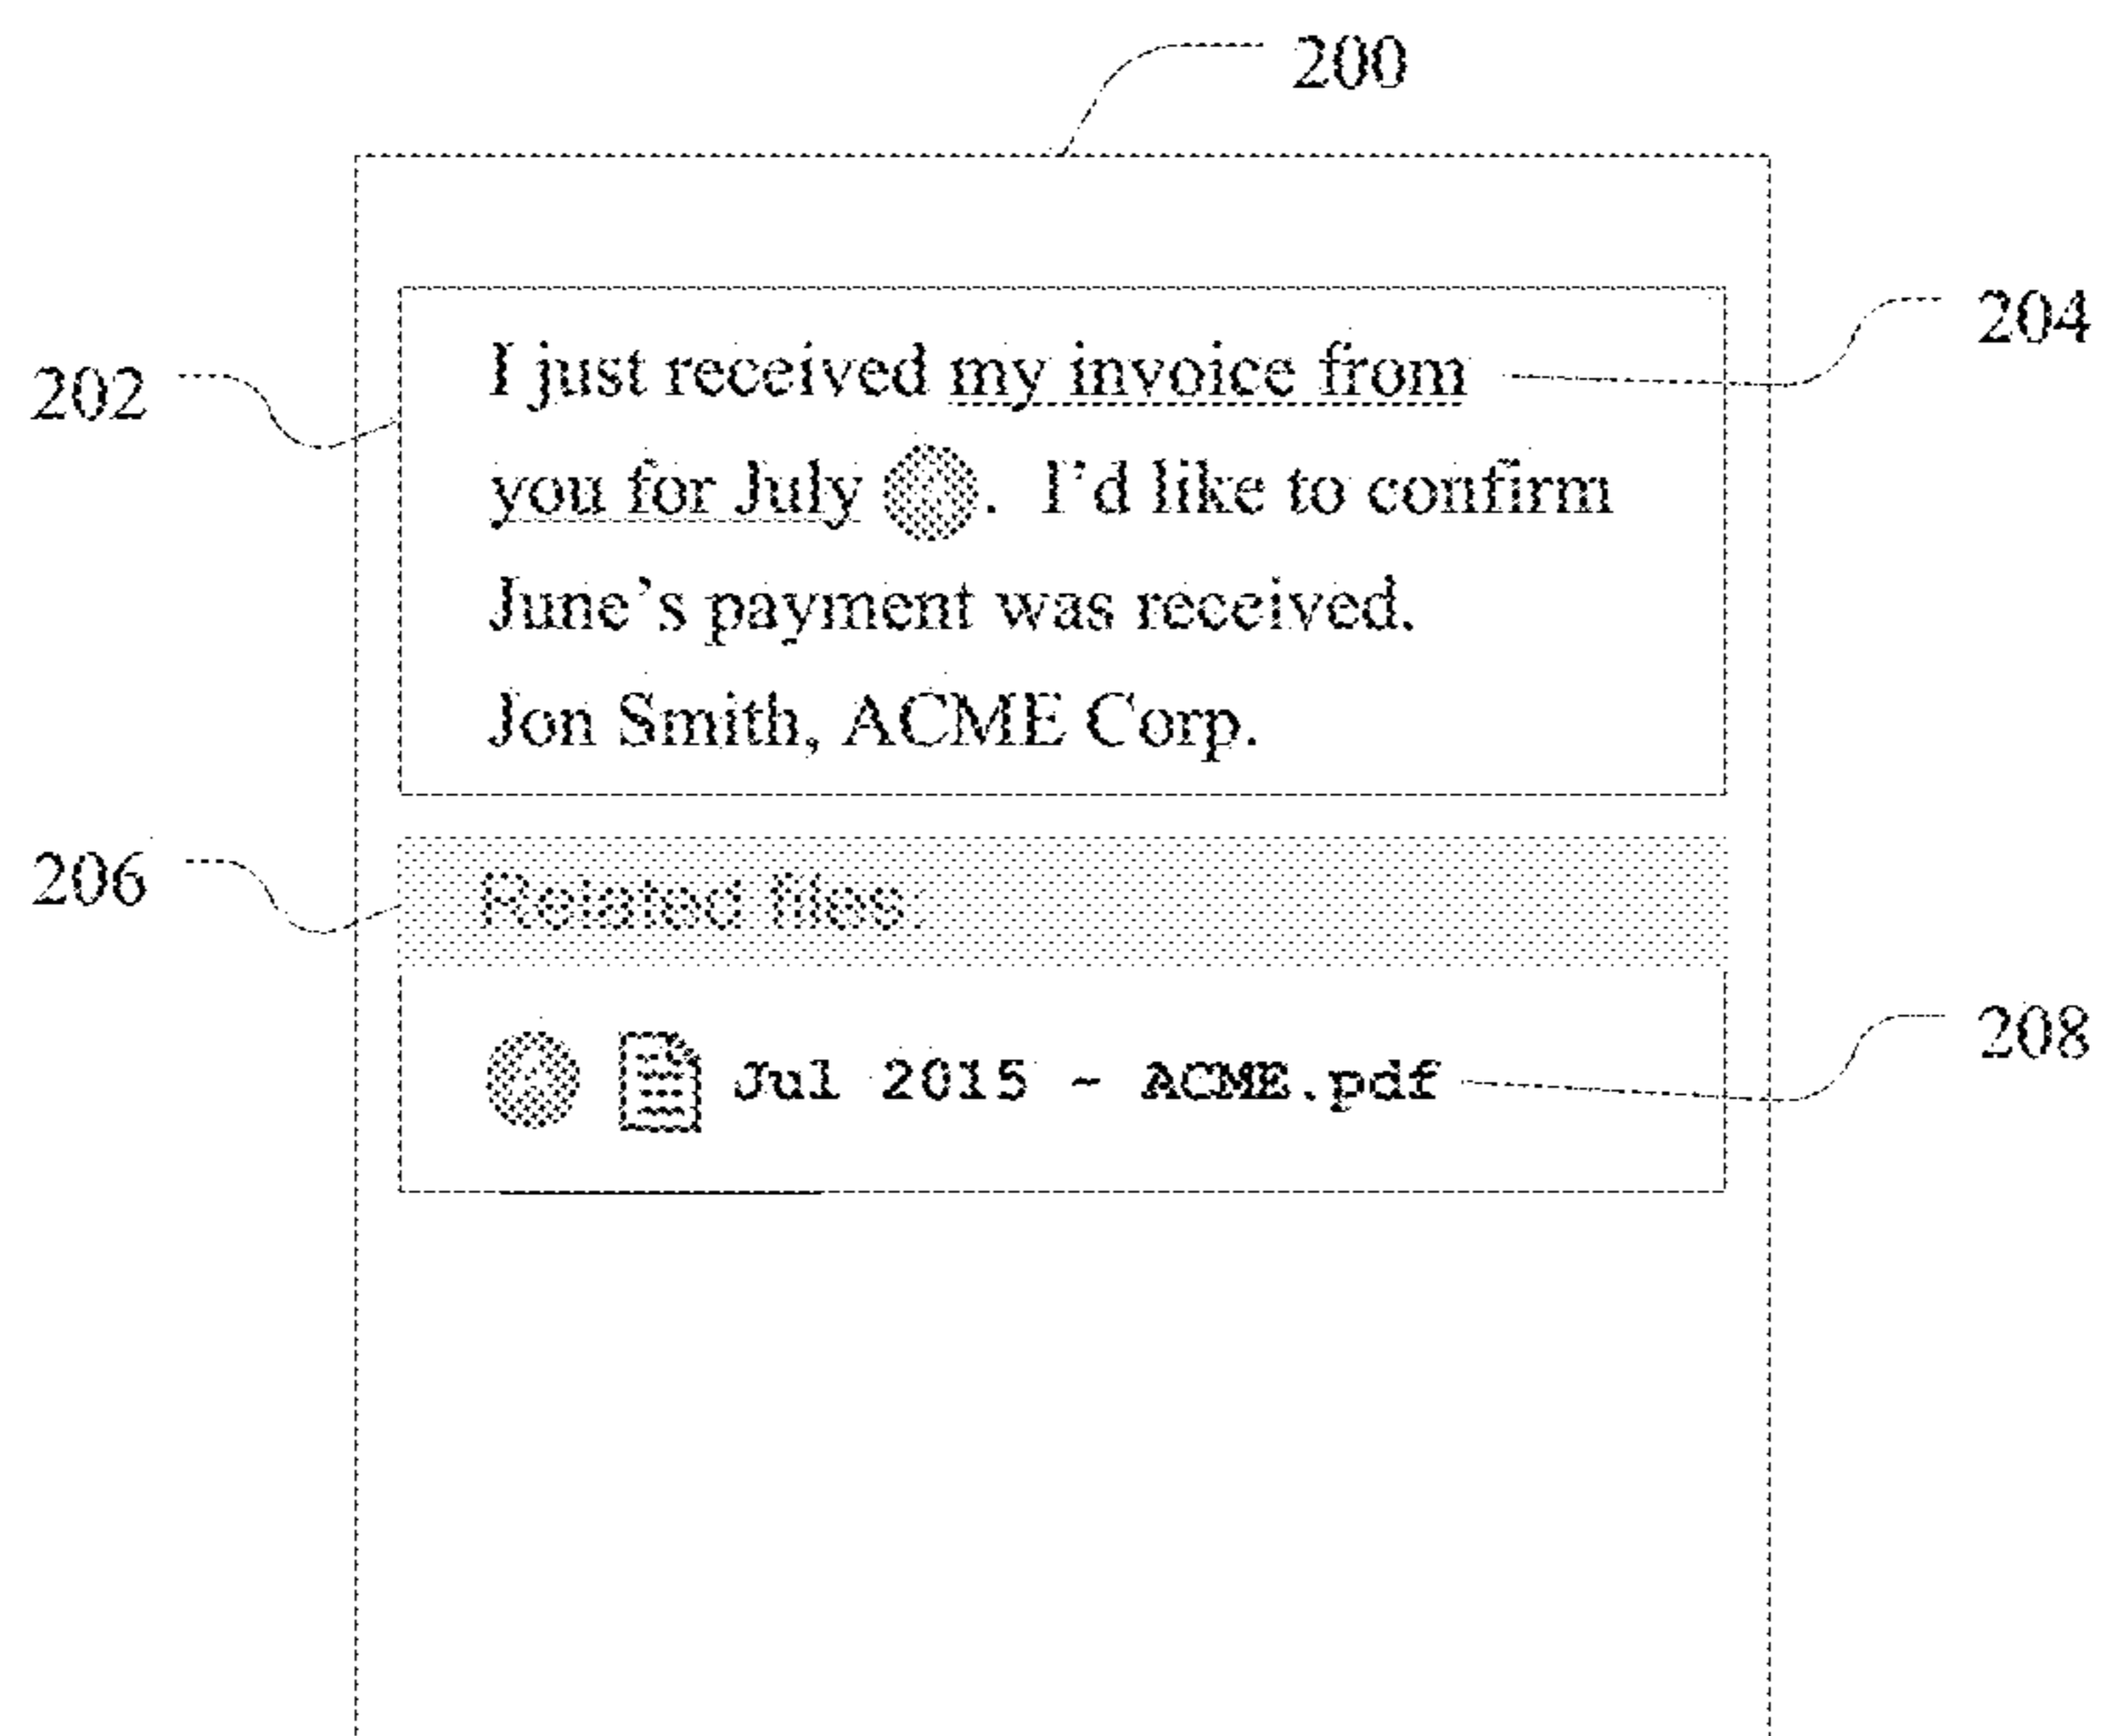 200
204
202
I just received my invoice from
you for July . I'd like to confirm
June's payment was received.
Jon Smith, ACME Corp.
206
Related files:
208
Jul 2015 - ACME.pdf